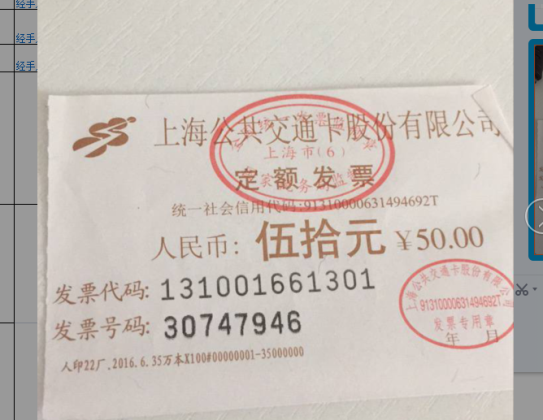 经手
经手
经手
上海公共交通卡股份有限公司
上海市(6)
定额发票
统一社会信用代码:91310000631494692T
人民币: 伍拾元 ¥50.00
发票代码: 131001661301
发票号码: 30747946
上海公共交通卡股份有限公司
91310000631494692T
发票专用章
年 月
人印22厂.2016.6.35万本X100#00000001-35000000